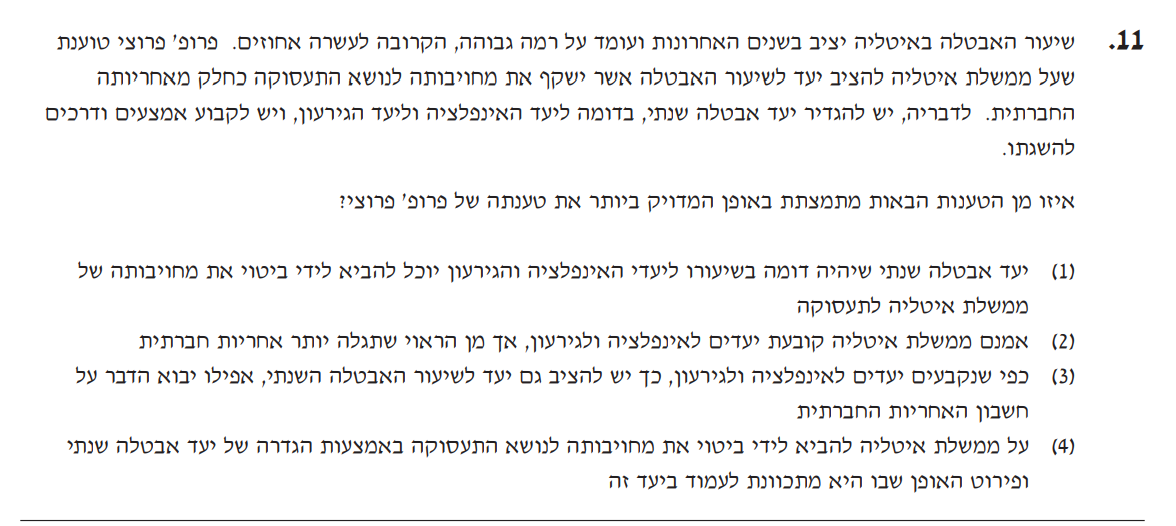 11. שיעור האבטלה באיטליה יציב בשנים האחרונות ועומד על רמה גבוהה, הקרובה לעשרה אחוזים. פרופ' פרוצי טוענת
שעל ממשלת איטליה להציב יעד לשיעור האבטלה אשר ישקף את מחויבותה לנושא התעסוקה כחלק מאחריותה
החברתית. לדבריה, יש להגדיר יעד אבטלה שנתי, בדומה ליעד האינפלציה וליעד הגירעון, ויש לקבוע אמצעים ודרכים
להשגתו.
איזו מן הטענות הבאות מתמצתת באופן המדויק ביותר את טענתה של פרופ' פרוצי?
(1) יעד אבטלה שנתי שיהיה דומה בשיעורו ליעדי האינפלציה והגירעון יוכל להביא לידי ביטוי את מחויבותה של
ממשלת איטליה לתעסוקה
(2) אמנם ממשלת איטליה קובעת יעדים לאינפלציה ולגירעון, אך מן הראוי שתגלה יותר אחריות חברתית
(3) כפי שנקבעים יעדים לאינפלציה ולגירעון, כך יש להציב גם יעד לשיעור האבטלה השנתי, אפילו יבוא הדבר על
חשבון האחריות החברתית
(4) על ממשלת איטליה להביא לידי ביטוי את מחויבותה לנושא התעסוקה באמצעות הגדרה של יעד אבטלה שנתי
ופירוט האופן שבו היא מתכוונת לעמוד ביעד זה